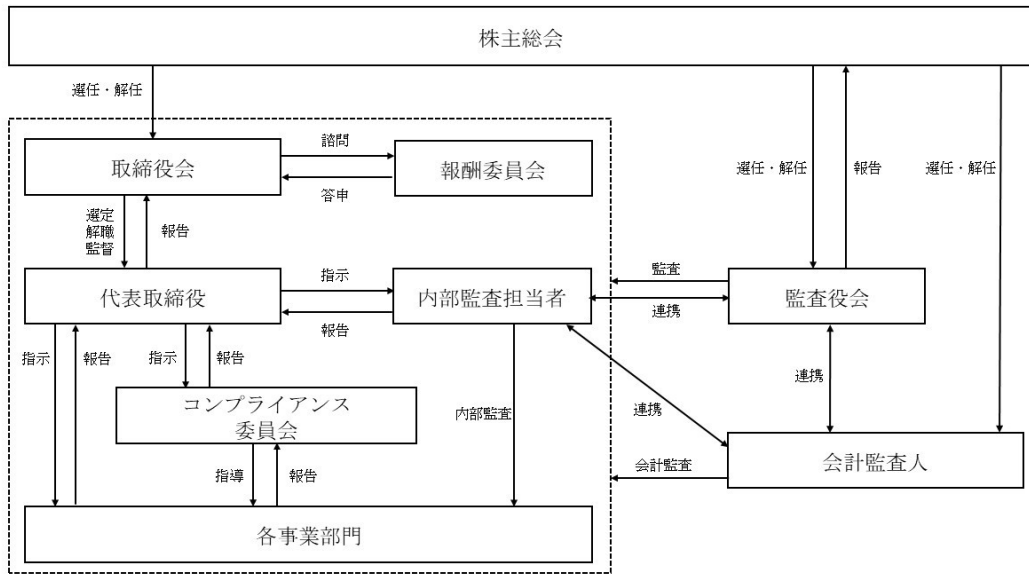 株主総会
選任・解任
選任・解任
報告
選任・解任
取締役会
諮問
答申
報酬委員会
選定
解職
監督
報告
代表取締役
指示
報告
内部監査担当者
監査
連携
監査役会
指示
報告
指示
報告
コンプライアンス
委員会
内部監査
連携
連携
会計監査人
会計監査
指導
報告
各事業部門